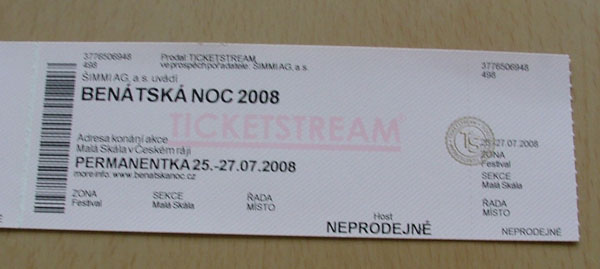 3776506948
498
Prodal TICKETSTREAM
ve prospěch pořadatele: ŠIMMI AG, a.s.
3776506948
498
ŠIMMI AG, a.s. uvádí
BENÁTSKÁ NOC 2008
TICKETSTREAM
Adresa konání akce
Malá Skála v Českém ráji
25.-27.07.2008
PERMANENTKA 25.-27.07.2008
more info: www.benatskanoc.cz
ZÓNA
Festival
ZÓNA
Festival
SEKCE
Malá Skála
ŘADA
MÍSTO
SEKCE
Malá Skála
ŘADA
MÍSTO
Host
NEPRODEJNÉ
NEPRODEJNÉ